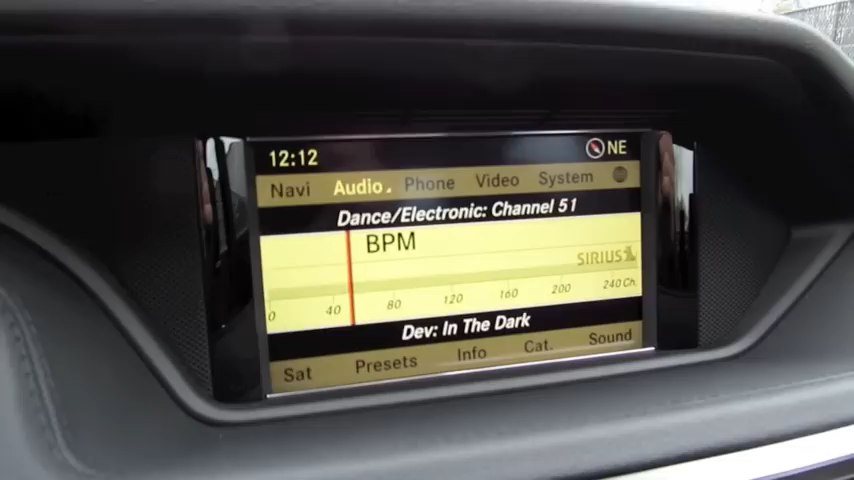 12:12 NE
Navi Audio Phone Video System
Dance/Electronic: Channel 51
BPM
SIRIUS
0 40 80 120 160 200 240 Ch.
Dev: In The Dark
Sat Presets Info Cat. Sound